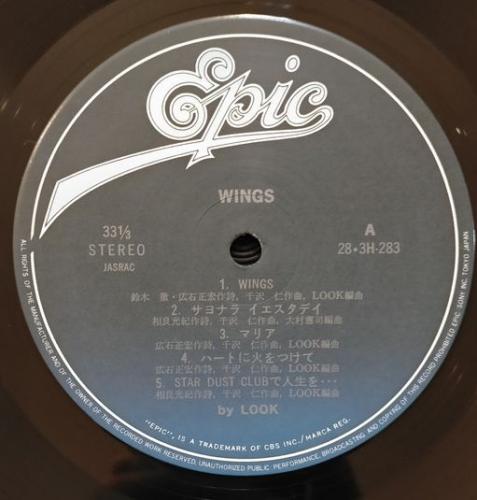 Epic
WINGS
33⅓
STEREO
JASRAC
A
28・3H-283
1. WINGS
鈴木 徹・広石正宏作詩、千沢 仁作曲、LOOK編曲
2. サヨナラ イエスタデイ
相良光紀作詩、千沢 仁作曲、大村憲司編曲
3. マリア
広石正宏作詩、千沢 仁作曲、LOOK編曲
4. ハートに火をつけて
広石正宏作詩、千沢 仁作曲、LOOK編曲
5. STAR DUST CLUBで人生を…
相良光紀作詩、千沢 仁作曲、LOOK編曲
by LOOK
"EPIC", IS A TRADEMARK OF CBS INC./MARCA REG.
ALL RIGHTS OF THE MANUFACTURER AND OF THE OWNER OF THE RECORDED WORK RESERVED. UNAUTHORIZED PUBLIC PERFORMANCE, BROADCASTING AND COPYING OF THIS RECORD PROHIBITED EPIC SONY INC. TOKYO JAPAN